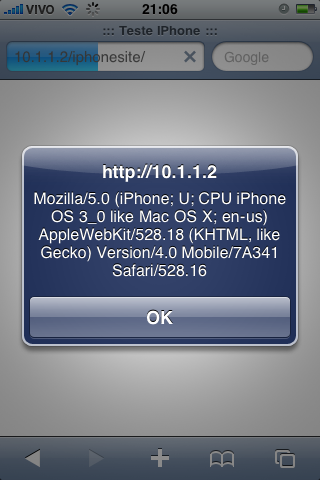 VIVO 21:06
::: Teste IPhone :::
10.1.1.2/iphonesite/ Google
http://10.1.1.2
Mozilla/5.0 (iPhone; U; CPU iPhone
OS 3_0 like Mac OS X; en-us)
AppleWebKit/528.18 (KHTML, like
Gecko) Version/4.0 Mobile/7A341
Safari/528.16
OK